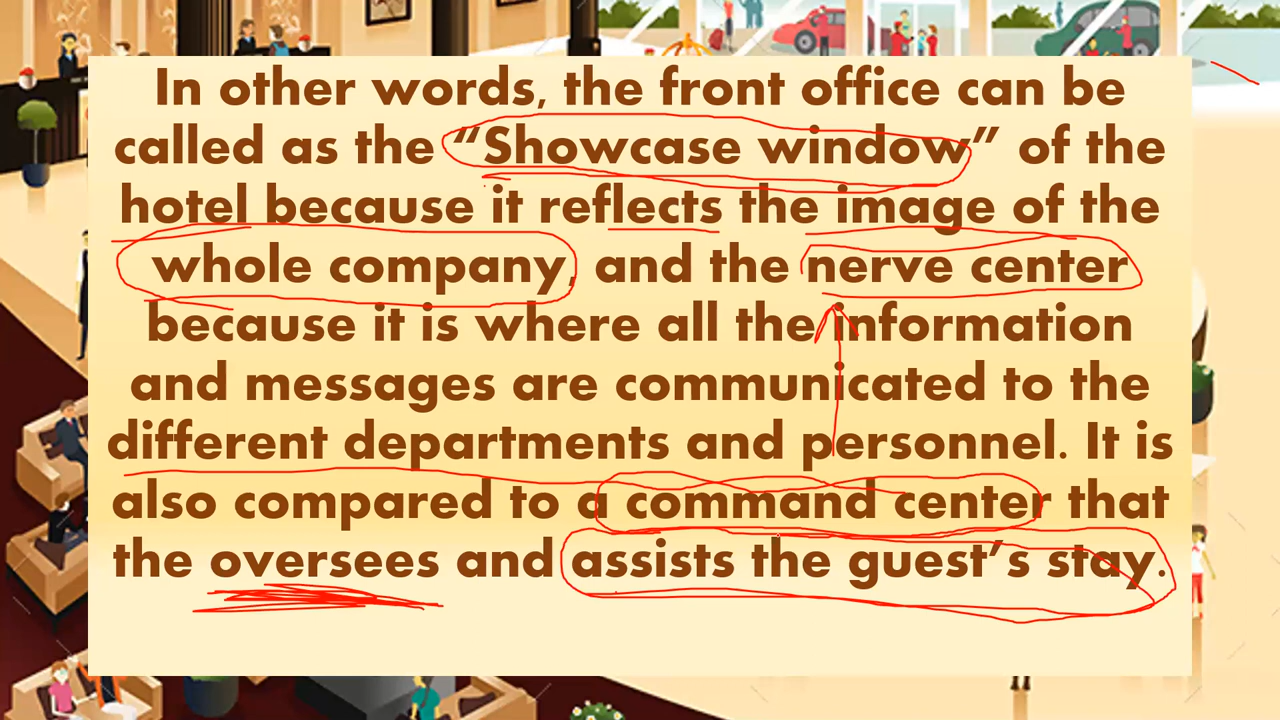 In other words, the front office can be
called as the “Showcase window” of the
hotel because it reflects the image of the
whole company, and the nerve center
because it is where all the information
and messages are communicated to the
different departments and personnel. It is
also compared to a command center that
the oversees and assists the guest’s stay.